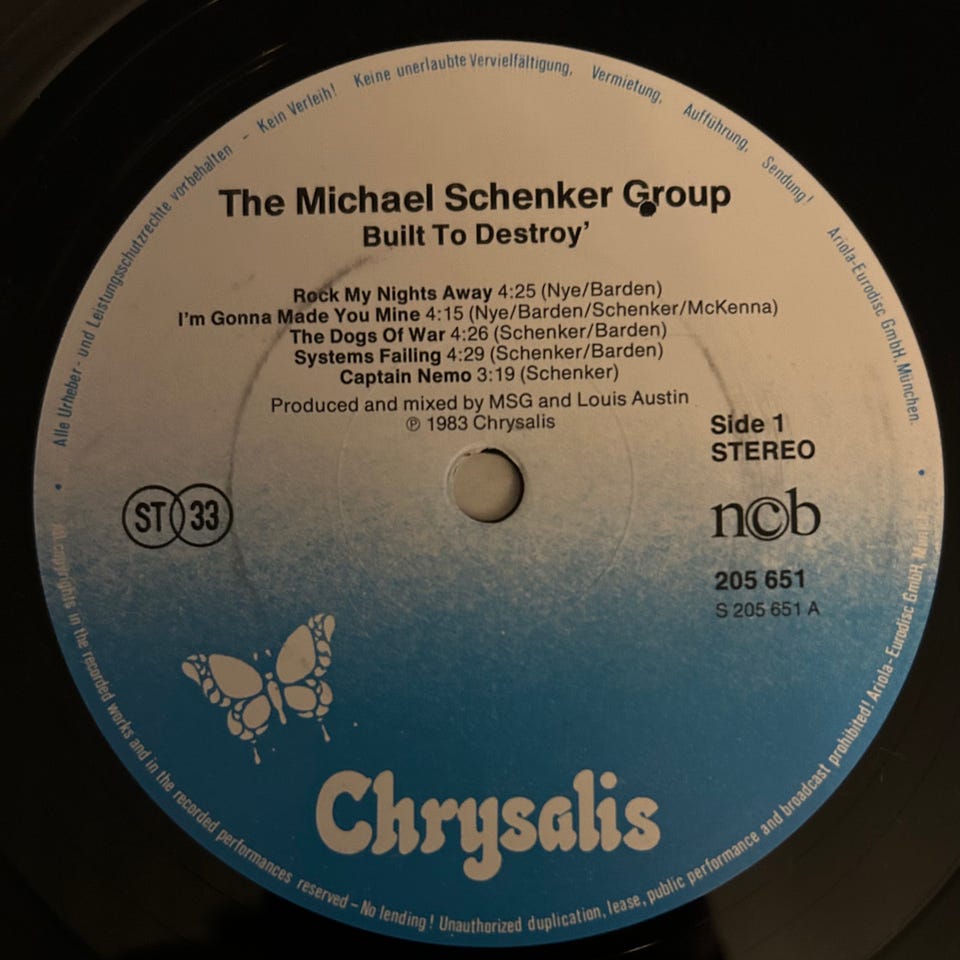 Alle Urheber- und Leistungsschutzrechte vorbehalten - Kein Verleih! Keine unerlaubte Vervielfältigung, Vermietung, Aufführung, Sendung! Ariola-Eurodisc GmbH, München.
The Michael Schenker Group
Built To Destroy'
Rock My Nights Away 4:25 (Nye/Barden)
I'm Gonna Made You Mine 4:15 (Nye/Barden/Schenker/McKenna)
The Dogs Of War 4:26 (Schenker/Barden)
Systems Failing 4:29 (Schenker/Barden)
Captain Nemo 3:19 (Schenker)
Produced and mixed by MSG and Louis Austin
℗ 1983 Chrysalis
Side 1
STEREO
ST 33
n©b
205 651
S 205 651 A
Chrysalis
All copyrights in the recorded works and in the recorded performances reserved – No lending! Unauthorized duplication, lease, public performance and broadcast prohibited! Ariola-Eurodisc GmbH,